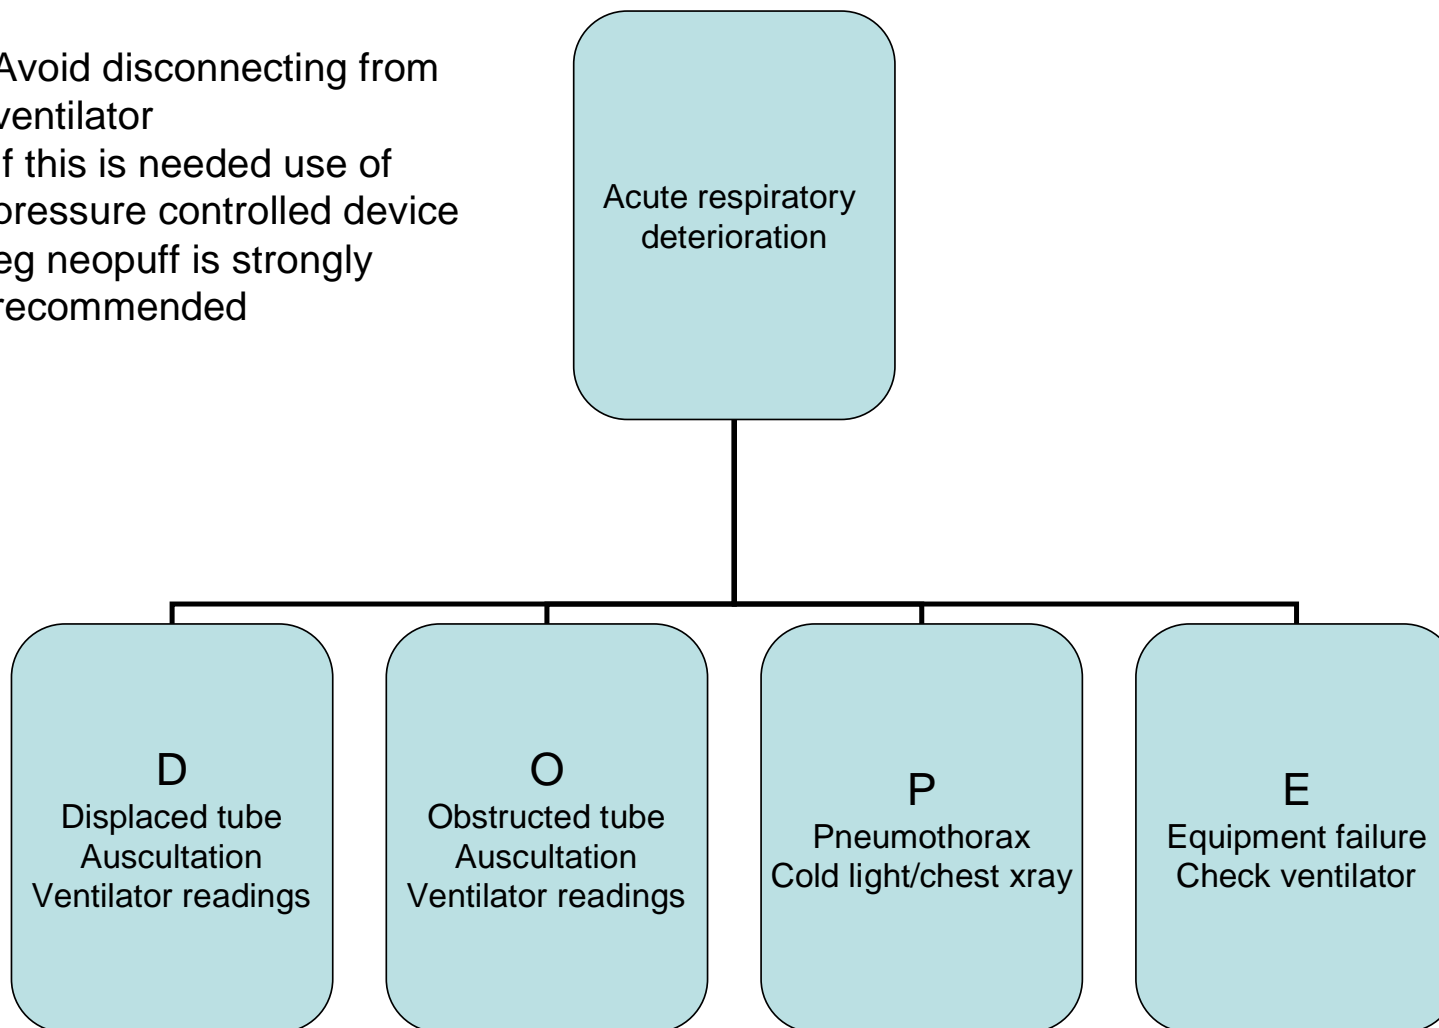 Avoid disconnecting from
ventilator
If this is needed use of
pressure controlled device
eg neopuff is strongly
recommended
Acute respiratory
deterioration
D
Displaced tube
Auscultation
Ventilator readings
O
Obstructed tube
Auscultation
Ventilator readings
P
Pneumothorax
Cold light/chest xray
E
Equipment failure
Check ventilator